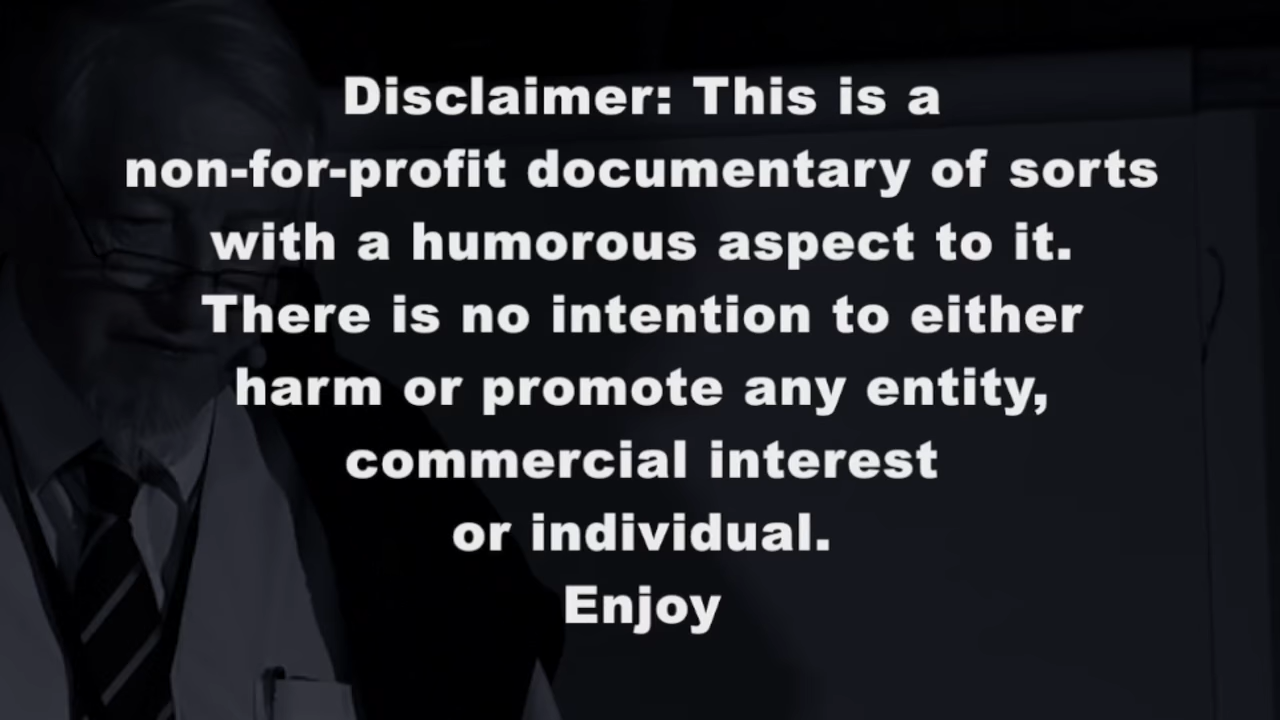 Disclaimer: This is a
non-for-profit documentary of sorts
with a humorous aspect to it.
There is no intention to either
harm or promote any entity,
commercial interest
or individual.
Enjoy